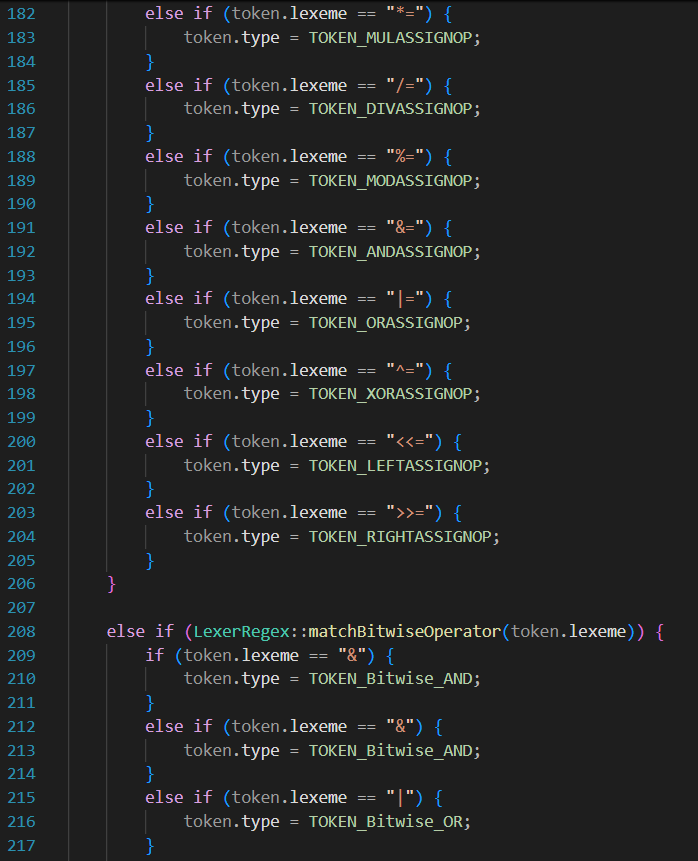 182 else if (token.lexeme == "*=") {
183 token.type = TOKEN_MULASSIGNOP;
184 }
185 else if (token.lexeme == "/=") {
186 token.type = TOKEN_DIVASSIGNOP;
187 }
188 else if (token.lexeme == "%=") {
189 token.type = TOKEN_MODASSIGNOP;
190 }
191 else if (token.lexeme == "&=") {
192 token.type = TOKEN_ANDASSIGNOP;
193 }
194 else if (token.lexeme == "|=") {
195 token.type = TOKEN_ORASSIGNOP;
196 }
197 else if (token.lexeme == "^=") {
198 token.type = TOKEN_XORASSIGNOP;
199 }
200 else if (token.lexeme == "<<=") {
201 token.type = TOKEN_LEFTASSIGNOP;
202 }
203 else if (token.lexeme == ">>=") {
204 token.type = TOKEN_RIGHTASSIGNOP;
205 }
206 }
207
208 else if (LexerRegex::matchBitwiseOperator(token.lexeme)) {
209 if (token.lexeme == "&") {
210 token.type = TOKEN_Bitwise_AND;
211 }
212 else if (token.lexeme == "&") {
213 token.type = TOKEN_Bitwise_AND;
214 }
215 else if (token.lexeme == "|") {
216 token.type = TOKEN_Bitwise_OR;
217 }